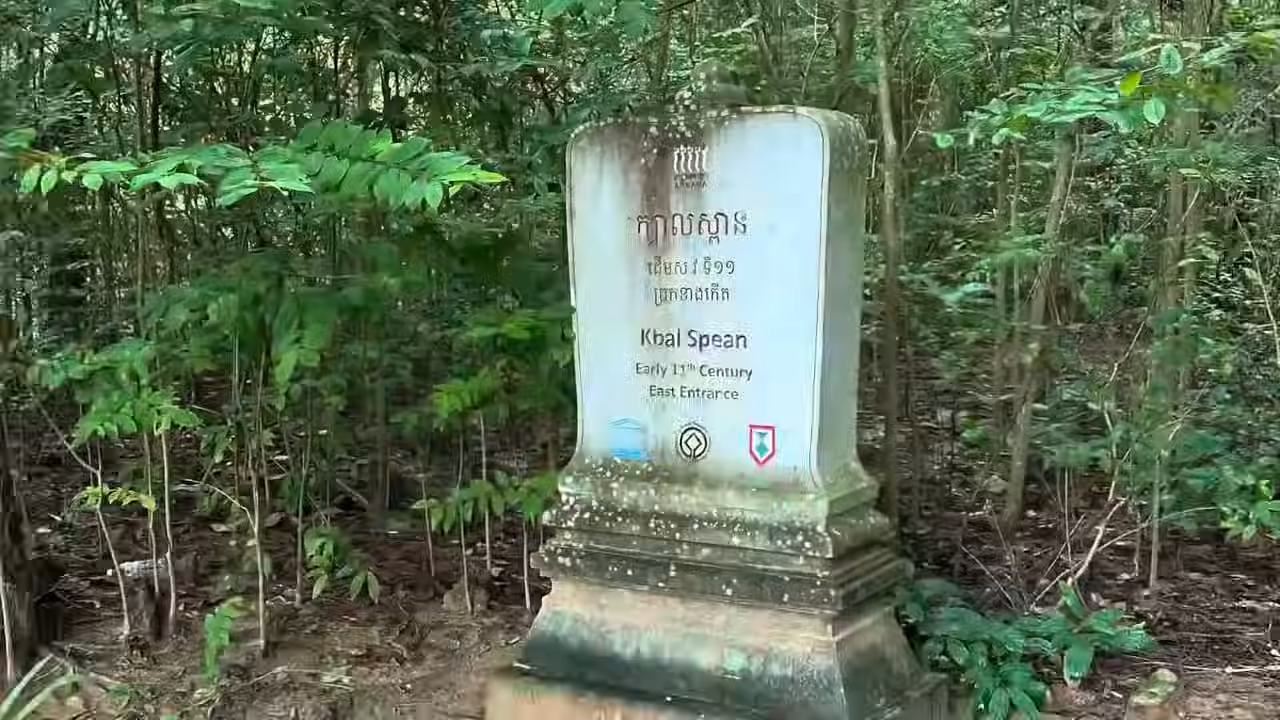 ក្បាលស្ពាន
ដើមស វ ទី១១
ច្រកខាងកើត
Kbal Spean
Early 11th Century
East Entrance